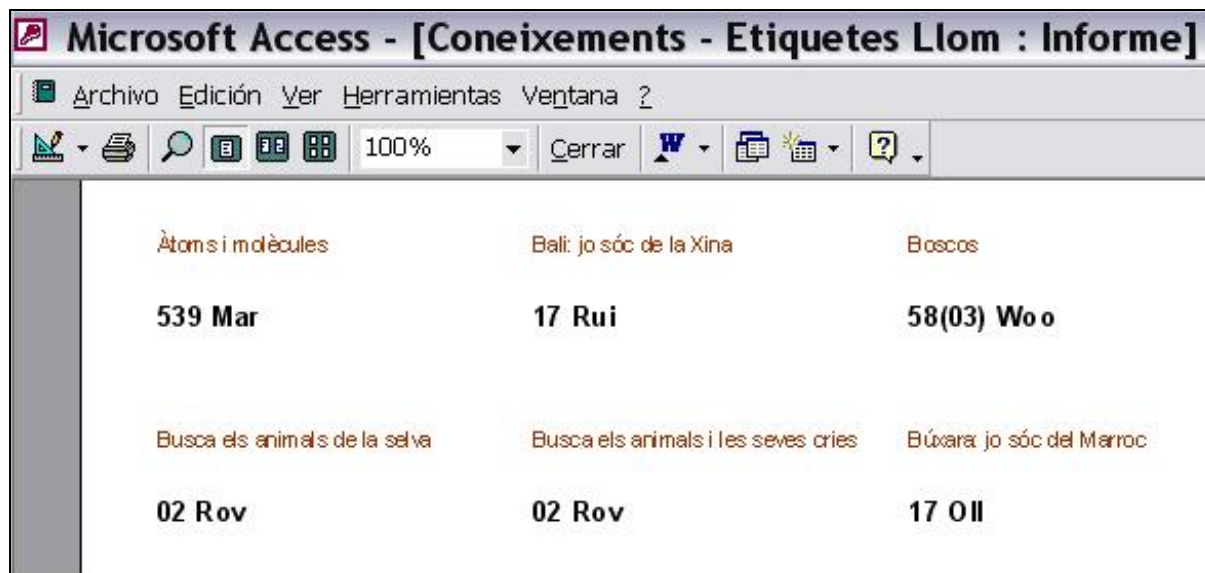 Microsoft Access - [Coneixements - Etiquetes Llom : Informe]
Archivo Edición Ver Herramientas Ventana ?
100% Cerrar W
Àtoms i molècules Bali: jo sóc de la Xina Boscos
539 Mar 17 Rui 58(03) Woo
Busca els animals de la selva Busca els animals i les seves cries Búxara: jo sóc del Marroc
02 Rov 02 Rov 17 Oll